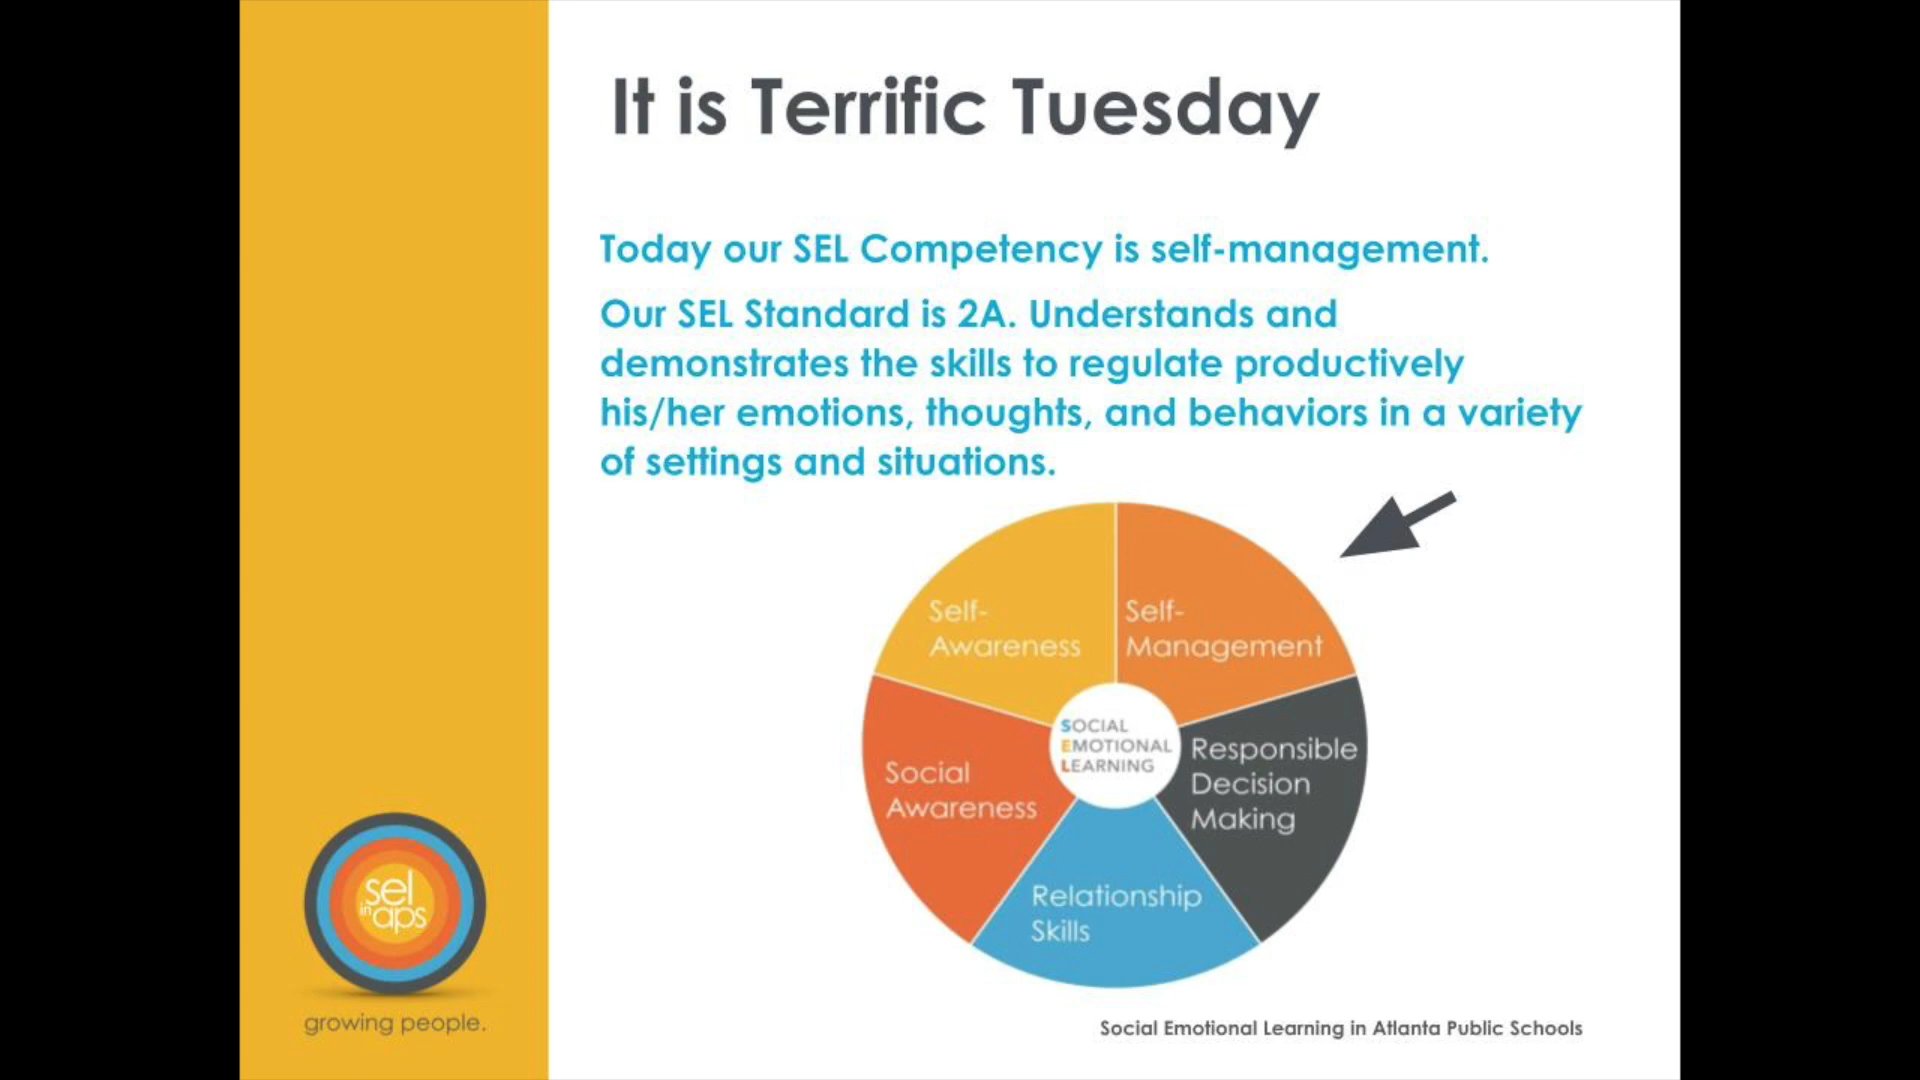 It is Terrific Tuesday
Today our SEL Competency is self-management.
Our SEL Standard is 2A. Understands and
demonstrates the skills to regulate productively
his/her emotions, thoughts, and behaviors in a variety
of settings and situations.
Self-
Awareness
Self-
Management
SOCIAL
EMOTIONAL
LEARNING
Responsible
Decision
Making
Social
Awareness
Relationship
Skills
sel
in aps
growing people.
Social Emotional Learning in Atlanta Public Schools